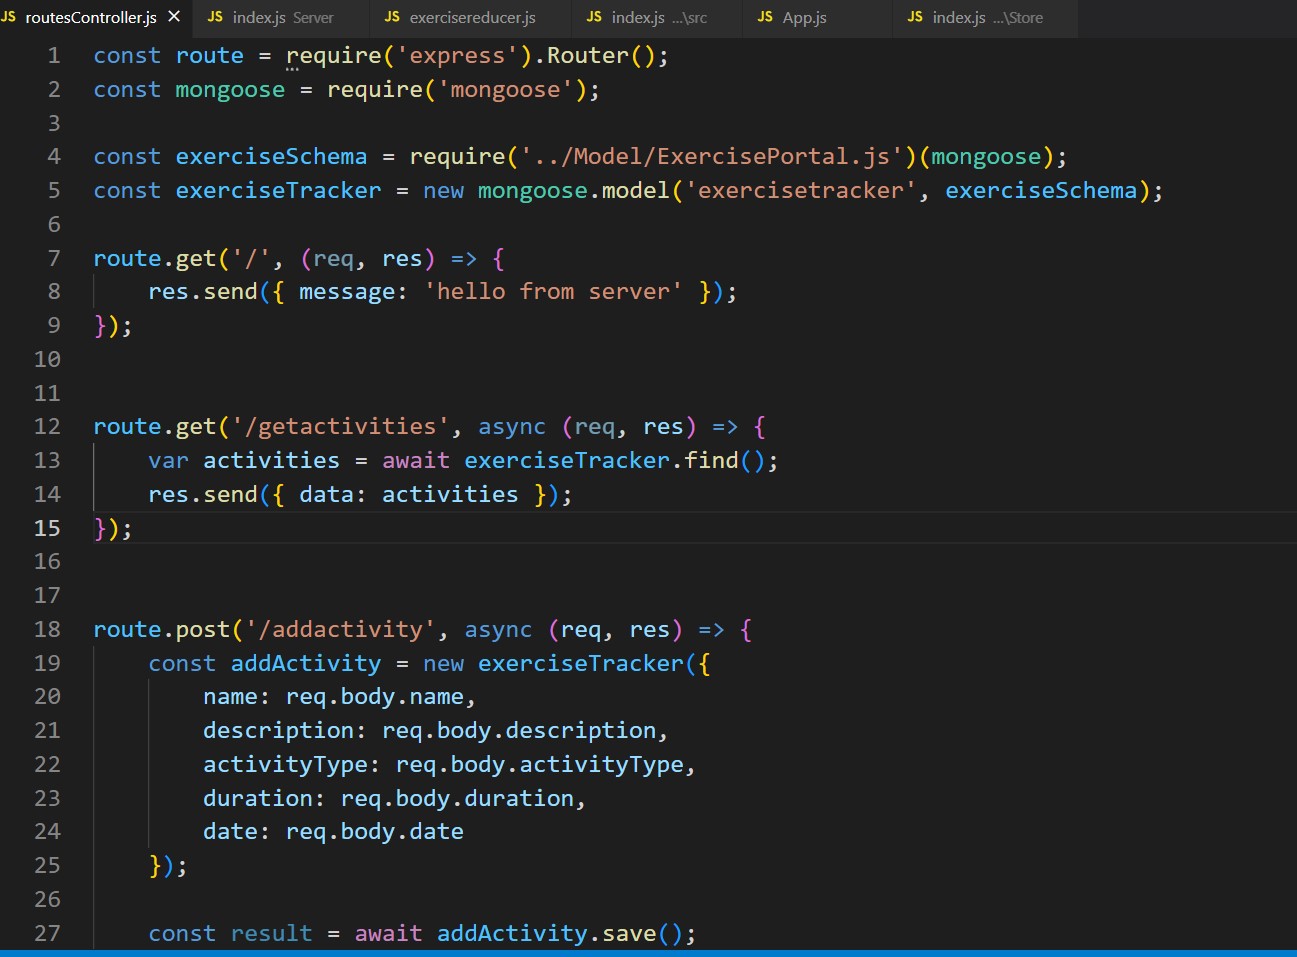 JS routesController.js × JS index.js Server JS exercisereducer.js JS index.js ...\src JS App.js JS index.js ...\Store
1 const route = require('express').Router();
2 const mongoose = require('mongoose');
3
4 const exerciseSchema = require('../Model/ExercisePortal.js')(mongoose);
5 const exerciseTracker = new mongoose.model('exercisetracker', exerciseSchema);
6
7 route.get('/', (req, res) => {
8     res.send({ message: 'hello from server' });
9 });
10
11
12 route.get('/getactivities', async (req, res) => {
13     var activities = await exerciseTracker.find();
14     res.send({ data: activities });
15 });
16
17
18 route.post('/addactivity', async (req, res) => {
19     const addActivity = new exerciseTracker({
20         name: req.body.name,
21         description: req.body.description,
22         activityType: req.body.activityType,
23         duration: req.body.duration,
24         date: req.body.date
25     });
26
27     const result = await addActivity.save();